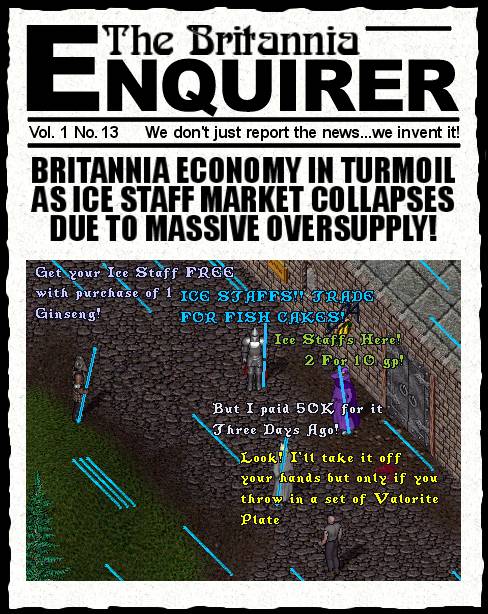 The Britannia
ENQUIRER
Vol. 1 No. 13 We don't just report the news...we invent it!
BRITANNIA ECONOMY IN TURMOIL
AS ICE STAFF MARKET COLLAPSES
DUE TO MASSIVE OVERSUPPLY!
Get your Ice Staff FREE
with purchase of 1
Ginseng!
ICE STAFFS!! TRADE
FOR FISH CAKES!
Ice Staffs Here!
2 For 10 gp!
But I paid 50K for it
Three Days Ago!
Look! I'll take it off
your hands but only if you
throw in a set of Valorite
Plate